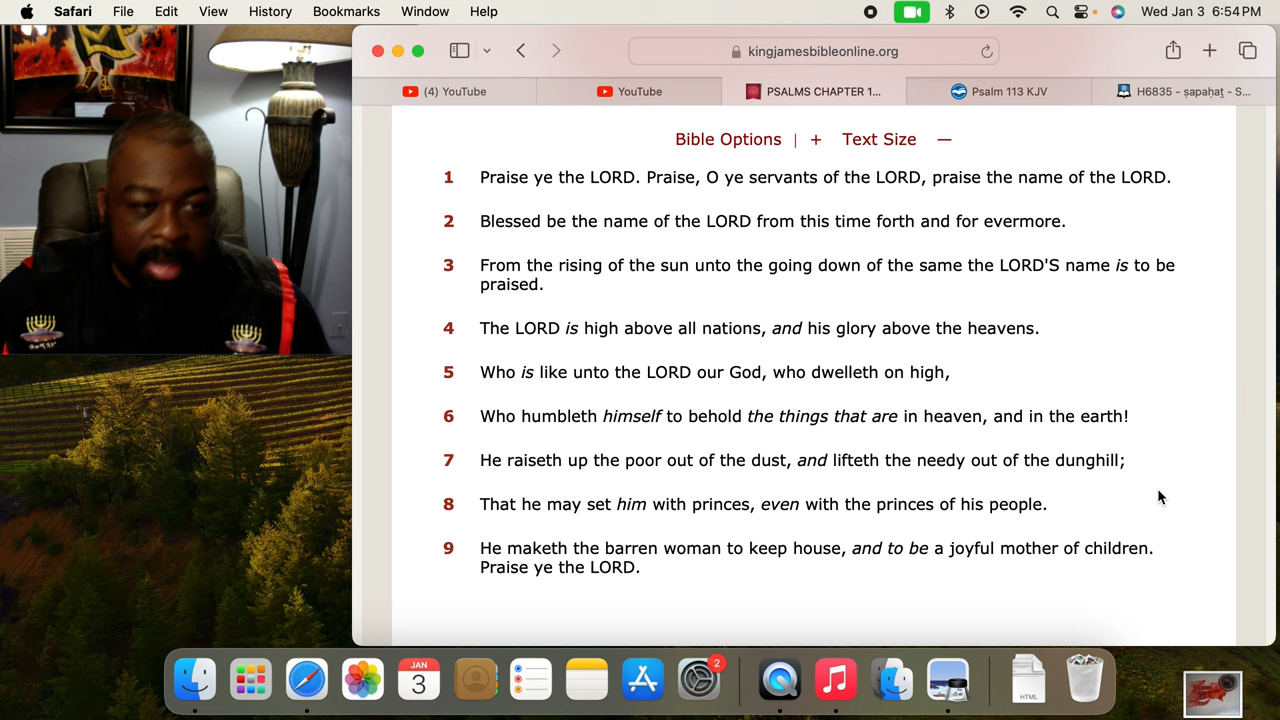 Safari File Edit View History Bookmarks Window Help Wed Jan 3 6:54 PM
kingjamesbibleonline.org
(4) YouTube YouTube PSALMS CHAPTER 1... Psalm 113 KJV H6835 - ṣapaḥaṯ - S...
Bible Options | + Text Size —
1 Praise ye the LORD. Praise, O ye servants of the LORD, praise the name of the LORD.
2 Blessed be the name of the LORD from this time forth and for evermore.
3 From the rising of the sun unto the going down of the same the LORD'S name is to be
praised.
4 The LORD is high above all nations, and his glory above the heavens.
5 Who is like unto the LORD our God, who dwelleth on high,
6 Who humbleth himself to behold the things that are in heaven, and in the earth!
7 He raiseth up the poor out of the dust, and lifteth the needy out of the dunghill;
8 That he may set him with princes, even with the princes of his people.
9 He maketh the barren woman to keep house, and to be a joyful mother of children.
Praise ye the LORD.
JAN
3
2
HTML